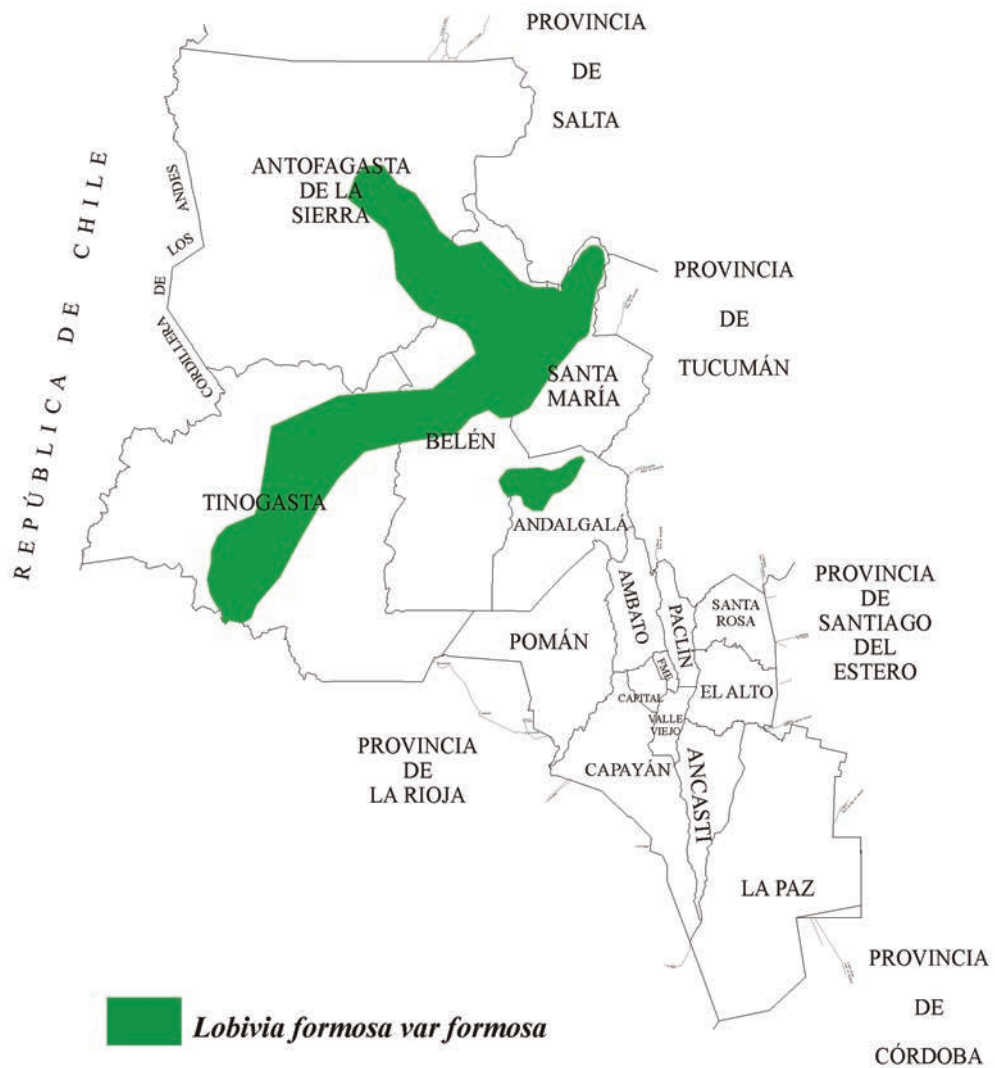 PROVINCIA
DE
SALTA
REPÚBLICA DE CHILE
CORDILLERA DE LOS ANDES
ANTOFAGASTA
DE LA
SIERRA
PROVINCIA
DE
TUCUMÁN
SANTA
MARÍA
BELÉN
TINOGASTA
ANDALGALÁ
AMBATO
PACLÍN
SANTA
ROSA
PROVINCIA
DE
SANTIAGO
DEL
ESTERO
POMÁN
FME
CAPITAL
EL ALTO
VALLE
VIEJO
PROVINCIA
DE
LA RIOJA
CAPAYÁN
ANCASTI
LA PAZ
PROVINCIA
DE
CÓRDOBA
Lobivia formosa var formosa